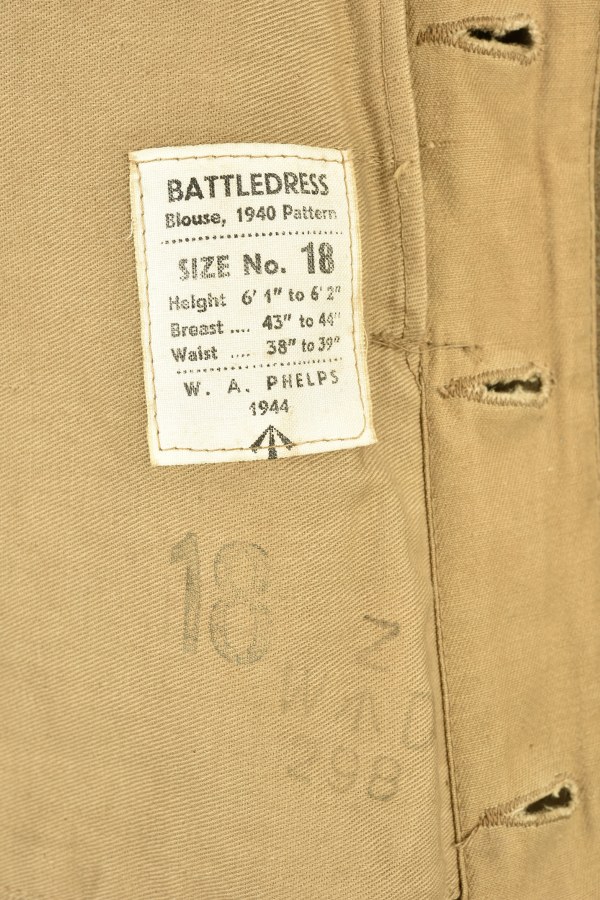 BATTLEDRESS
Blouse, 1940 Pattern
SIZE No. 18
Height 6' 1" to 6' 2"
Breast .... 43" to 44"
Waist .... 38" to 39"
W. A. PHELPS
1944
18
Z
W ↑ D
298